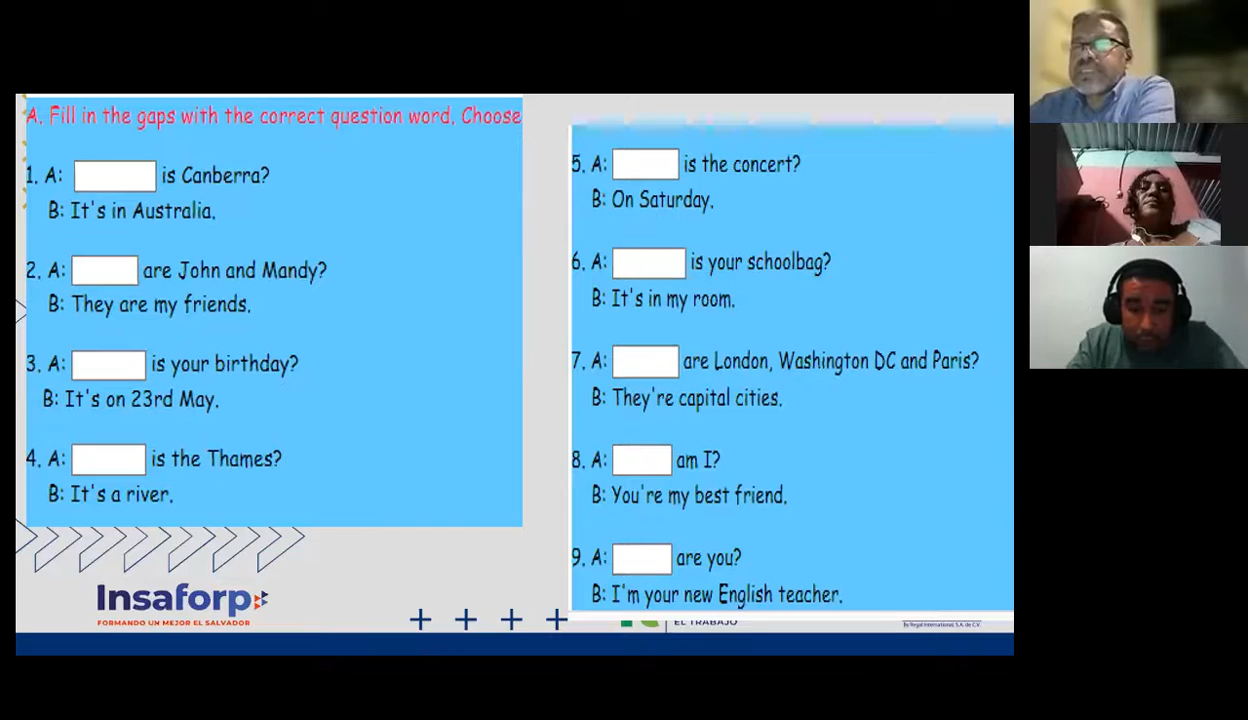 A. Fill in the gaps with the correct question word. Choose
1. A: is Canberra?
B: It's in Australia.
2. A: are John and Mandy?
B: They are my friends.
3. A: is your birthday?
B: It's on 23rd May.
4. A: is the Thames?
B: It's a river.
5. A: is the concert?
B: On Saturday.
6. A: is your schoolbag?
B: It's in my room.
7. A: are London, Washington DC and Paris?
B: They're capital cities.
8. A: am I?
B: You're my best friend.
9. A: are you?
B: I'm your new English teacher.
Insaforp
FORMANDO UN MEJOR EL SALVADOR
EL TRABAJO